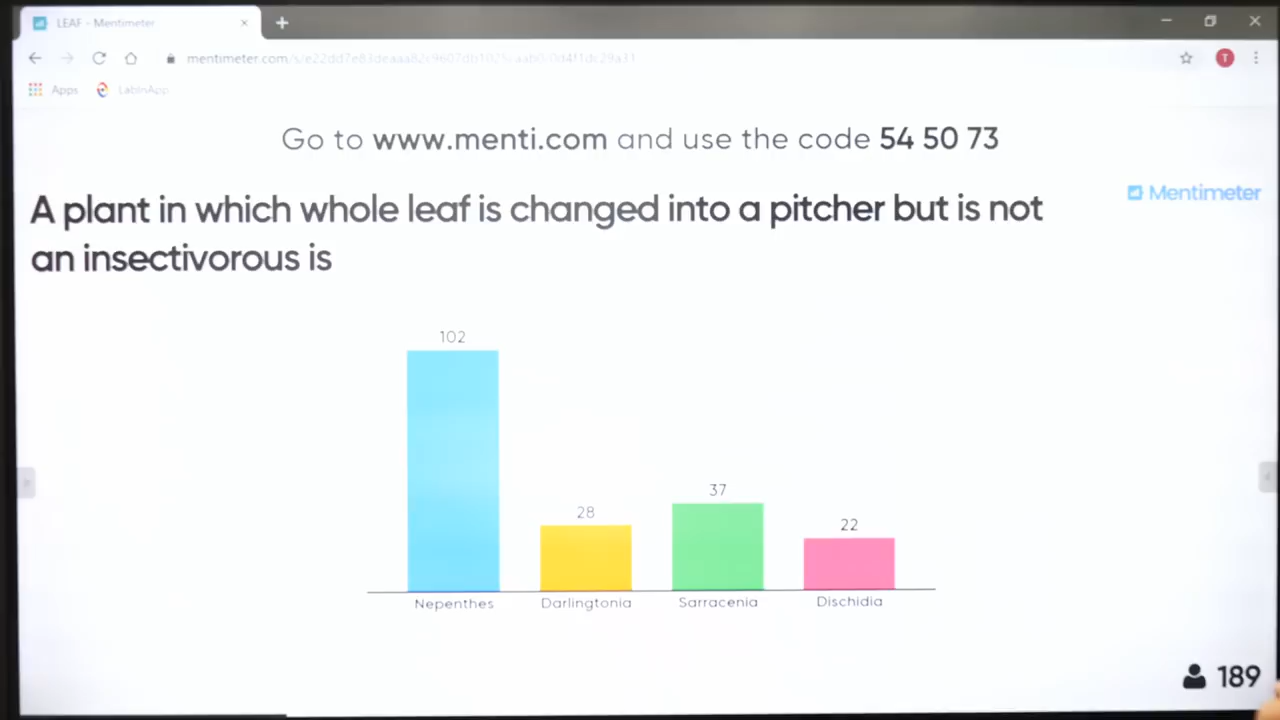 LEAF - Mentimeter
Apps
LabInApp
Go to www.menti.com and use the code 54 50 73
Mentimeter
A plant in which whole leaf is changed into a pitcher but is not
an insectivorous is
102
28
37
22
Nepenthes
Darlingtonia
Sarracenia
Dischidia
189
T